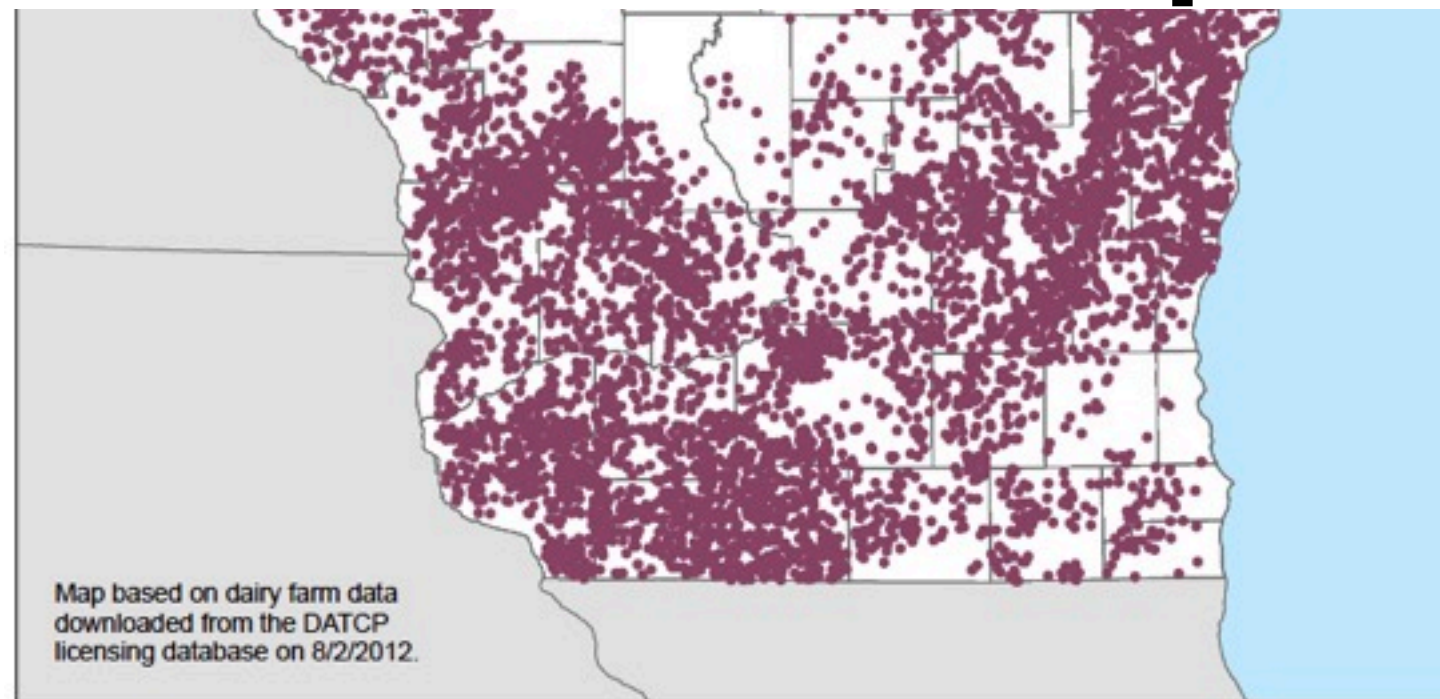 Map based on dairy farm data
downloaded from the DATCP
licensing database on 8/2/2012.